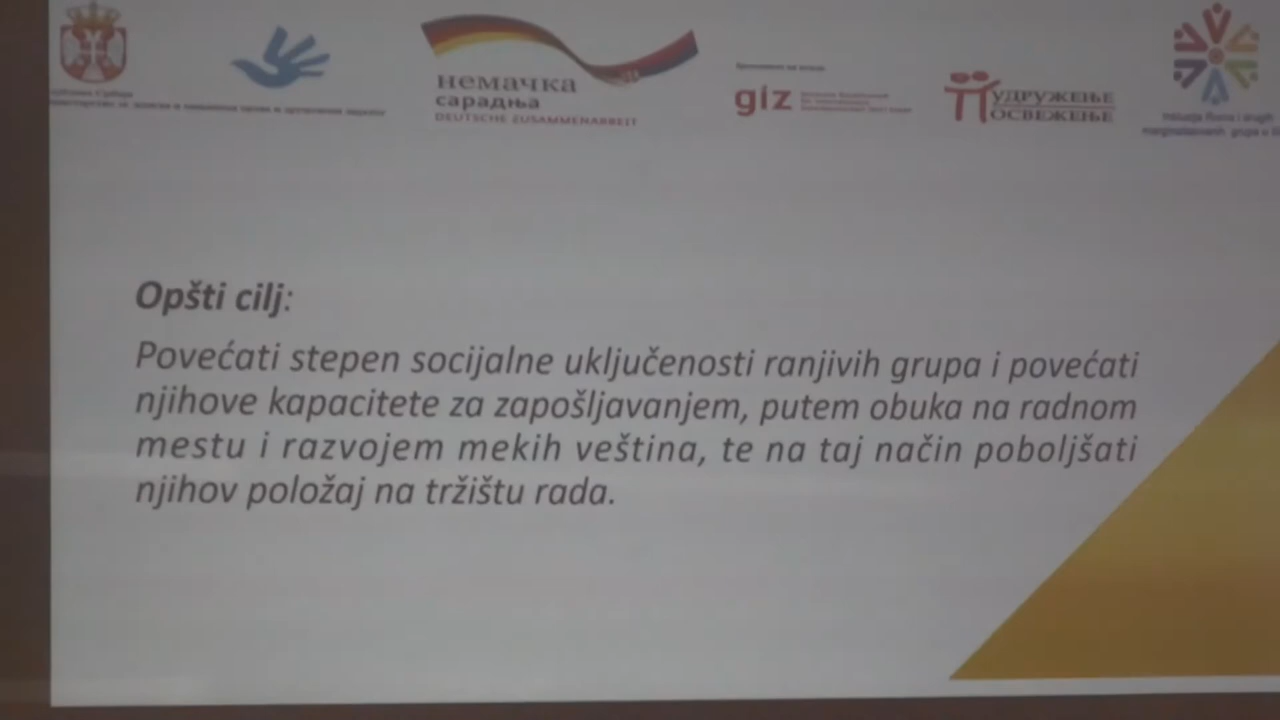 немачка
сарадња
DEUTSCHE ZUSAMMENARBEIT
giz
УДРУЖЕЊЕ
ОСВЕЖЕЊЕ
Opšti cilj:
Povećati stepen socijalne uključenosti ranjivih grupa i povećati
njihove kapacitete za zapošljavanjem, putem obuka na radnom
mestu i razvojem mekih veština, te na taj način poboljšati
njihov položaj na tržištu rada.